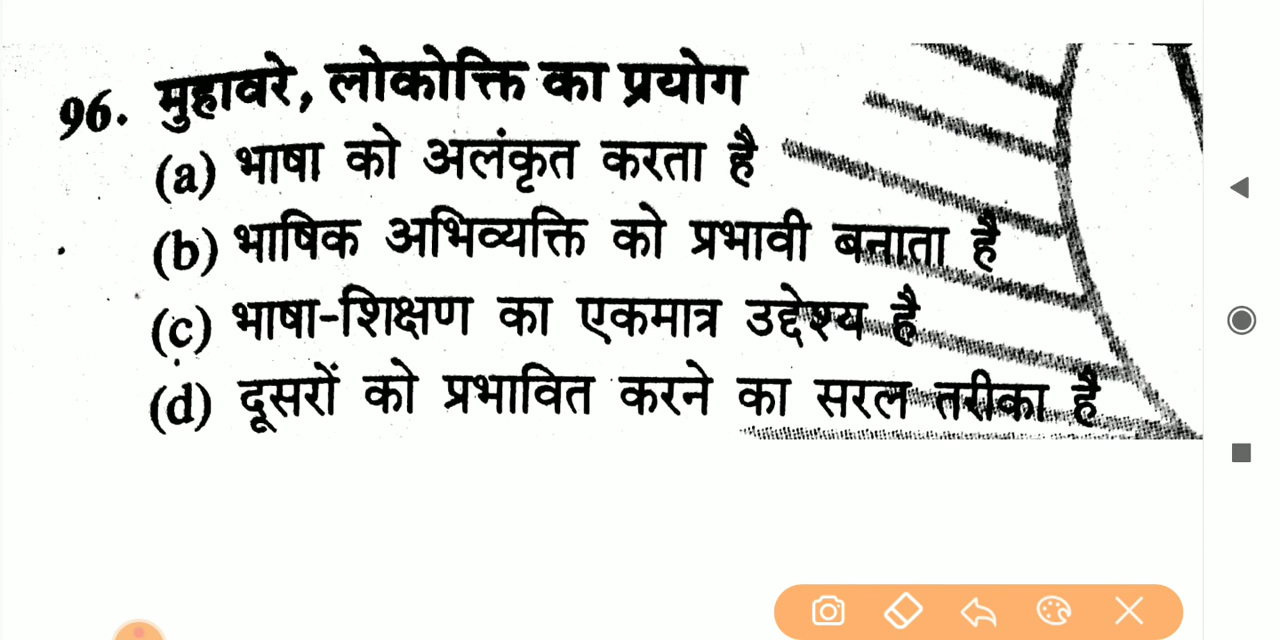 96. मुहावरे, लोकोक्ति का प्रयोग
(a) भाषा को अलंकृत करता है
(b) भाषिक अभिव्यक्ति को प्रभावी बनाता है
(c) भाषा-शिक्षण का एकमात्र उद्देश्य है
(d) दूसरों को प्रभावित करने का सरल तरीका है